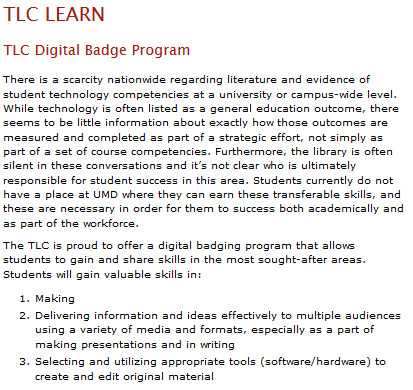 TLC LEARN
TLC Digital Badge Program
There is a scarcity nationwide regarding literature and evidence of
student technology competencies at a university or campus-wide level.
While technology is often listed as a general education outcome, there
seems to be little information about exactly how those outcomes are
measured and completed as part of a strategic effort, not simply as
part of a set of course competencies. Furthermore, the library is often
silent in these conversations and it’s not clear who is ultimately
responsible for student success in this area. Students currently do not
have a place at UMD where they can earn these transferable skills, and
these are necessary in order for them to success both academically and
as part of the workforce.
The TLC is proud to offer a digital badging program that allows
students to gain and share skills in the most sought-after areas.
Students will gain valuable skills in:
1. Making
2. Delivering information and ideas effectively to multiple audiences
using a variety of media and formats, especially as a part of
making presentations and in writing
3. Selecting and utilizing appropriate tools (software/hardware) to
create and edit original material